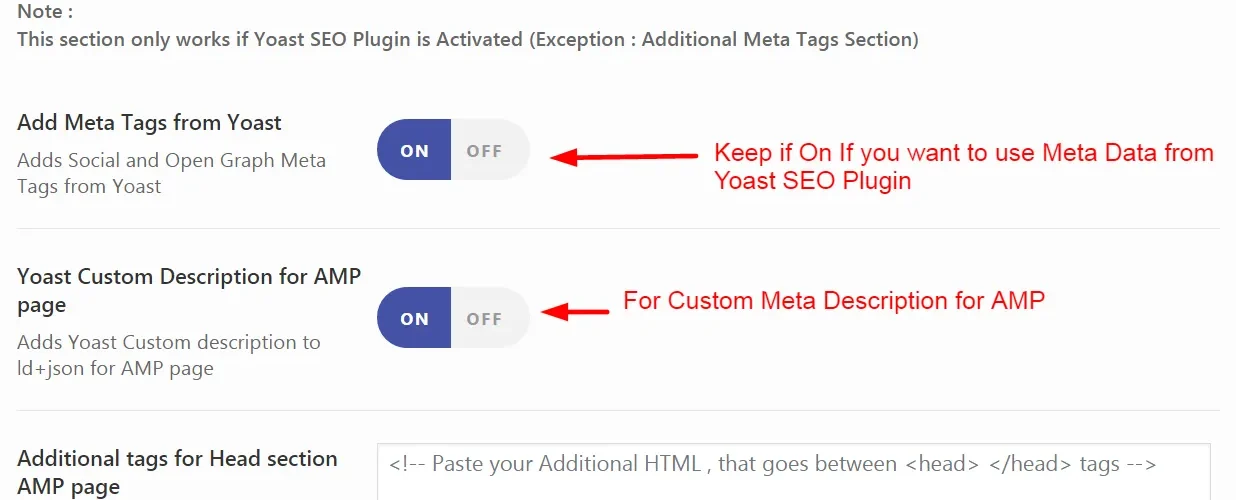 Note :
This section only works if Yoast SEO Plugin is Activated (Exception : Additional Meta Tags Section)
Add Meta Tags from Yoast
Adds Social and Open Graph Meta
Tags from Yoast
ON OFF
Keep if On If you want to use Meta Data from
Yoast SEO Plugin
Yoast Custom Description for AMP
page
Adds Yoast Custom description to
ld+json for AMP page
ON OFF
For Custom Meta Description for AMP
Additional tags for Head section
AMP page
<!-- Paste your Additional HTML , that goes between <head> </head> tags -->